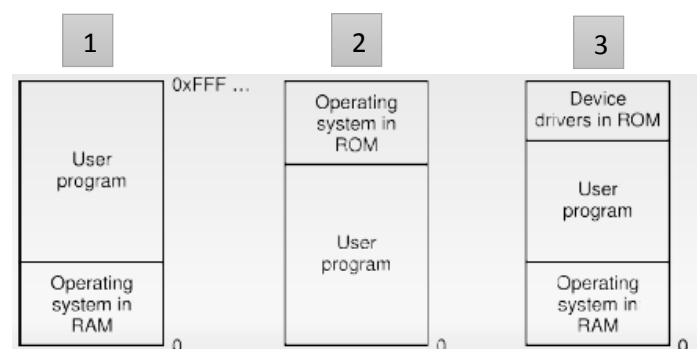 1
2
3
0xFFF ...
User
program
Operating
system in
RAM
0
Operating
system in
ROM
User
program
0
Device
drivers in ROM
User
program
Operating
system in
RAM
0